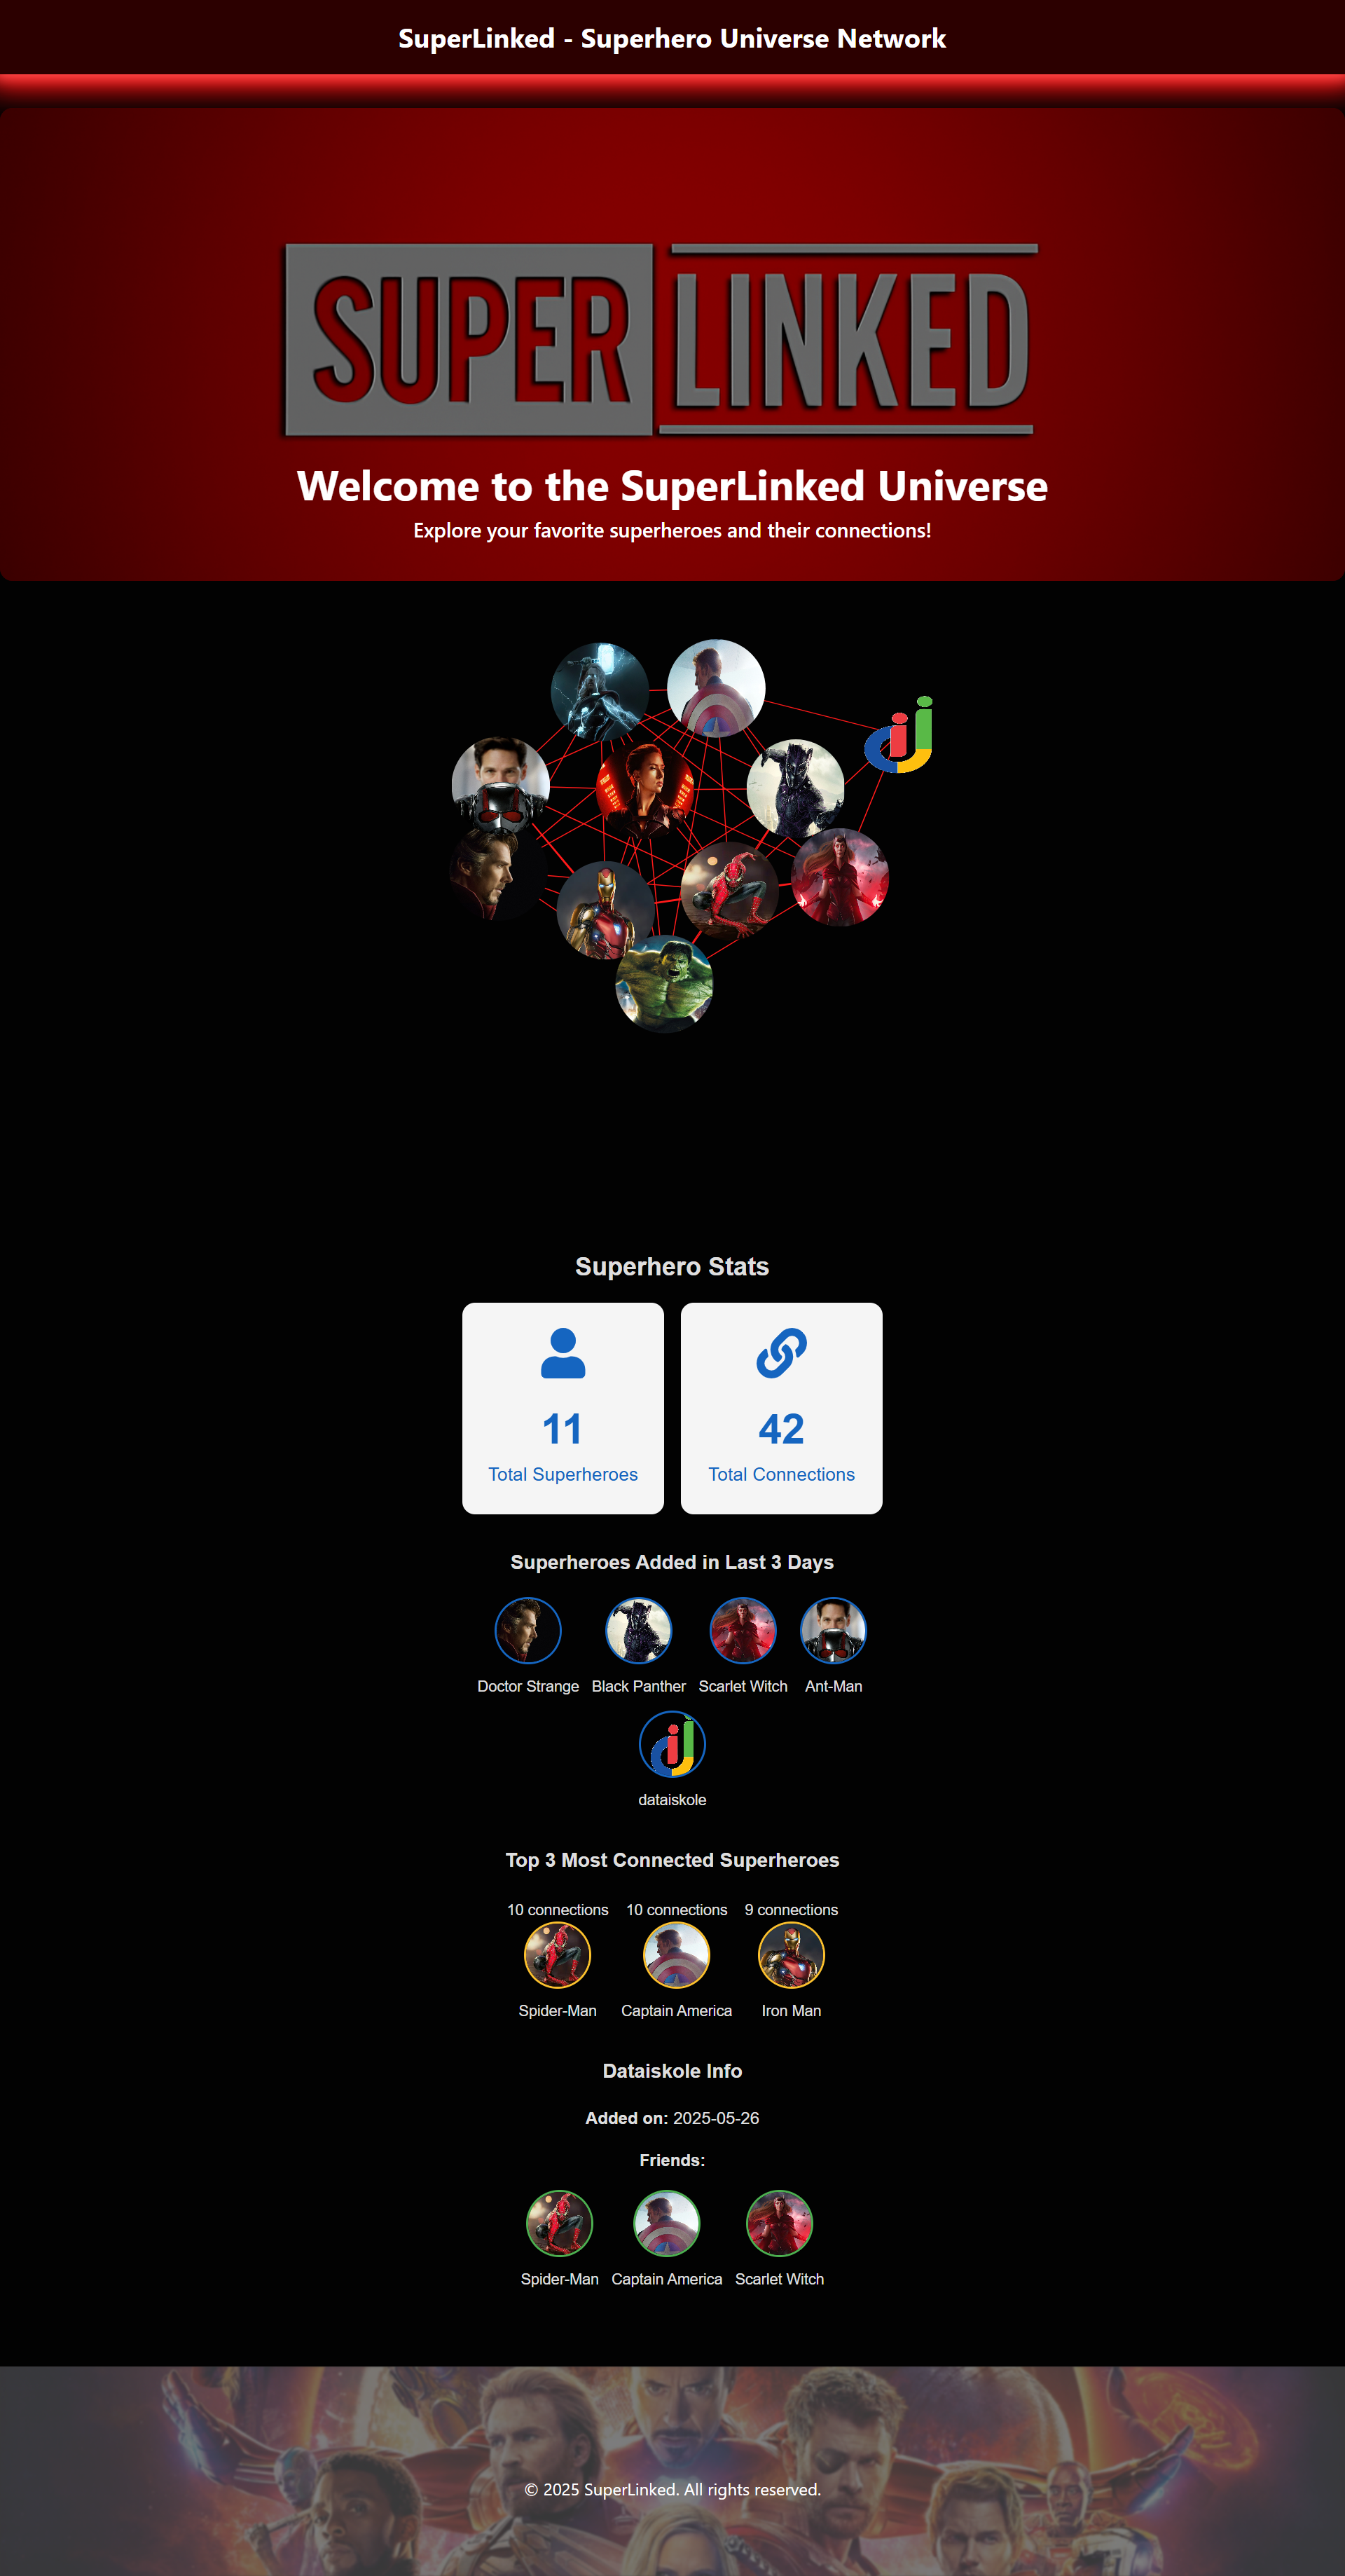 SuperLinked - Superhero Universe Network
SUPER LINKED
Welcome to the SuperLinked Universe
Explore your favorite superheroes and their connections!
Superhero Stats
11 42
Total Superheroes Total Connections
Superheroes Added in Last 3 Days
Doctor Strange Black Panther Scarlet Witch Ant-Man
dataiskole
Top 3 Most Connected Superheroes
10 connections 10 connections 9 connections
Spider-Man Captain America Iron Man
Dataiskole Info
Added on: 2025-05-26
Friends:
Spider-Man Captain America Scarlet Witch
© 2025 SuperLinked. All rights reserved.